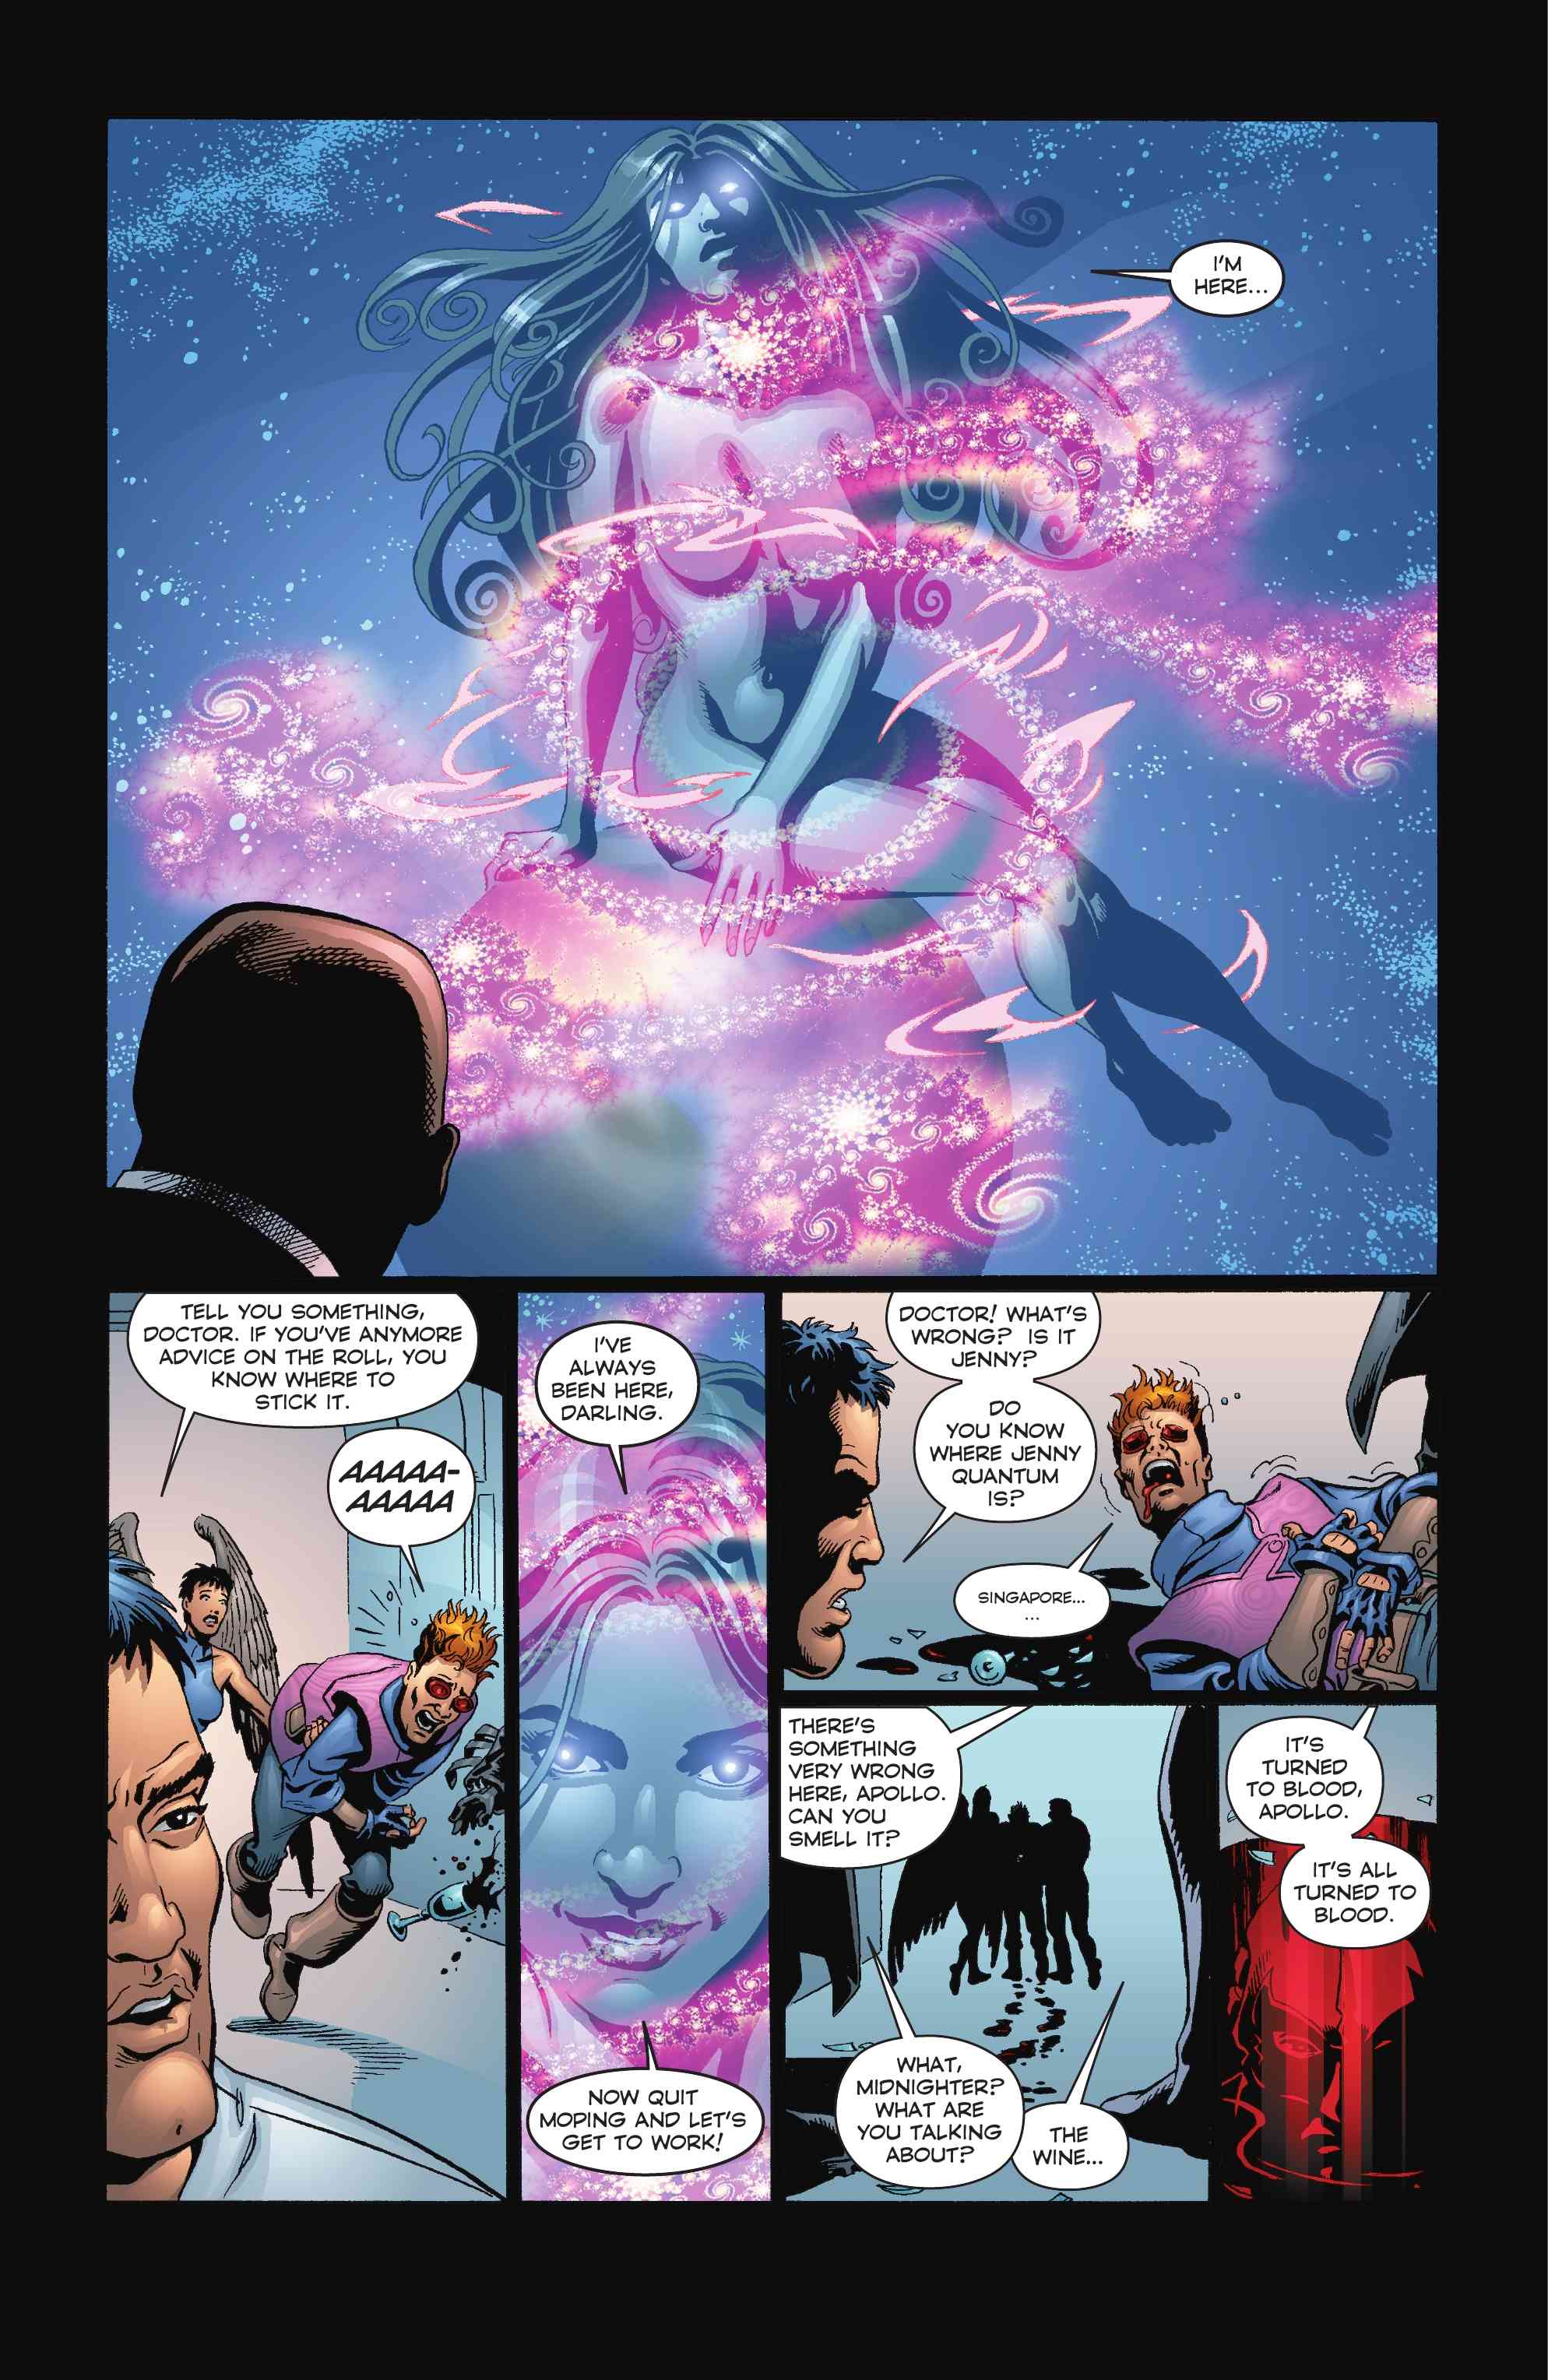 I'M
HERE...
TELL YOU SOMETHING,
DOCTOR. IF YOU'VE ANYMORE
ADVICE ON THE ROLL, YOU
KNOW WHERE TO
STICK IT.
AAAAA-
AAAAA
I'VE
ALWAYS
BEEN HERE,
DARLING.
NOW QUIT
MOPING AND LET'S
GET TO WORK!
DOCTOR! WHAT'S
WRONG? IS IT
JENNY?
DO
YOU KNOW
WHERE JENNY
QUANTUM
IS?
SINGAPORE...
...
THERE'S
SOMETHING
VERY WRONG
HERE, APOLLO.
CAN YOU
SMELL IT?
WHAT,
MIDNIGHTER?
WHAT ARE
YOU TALKING
ABOUT?
THE
WINE...
IT'S
TURNED
TO BLOOD,
APOLLO.
IT'S ALL
TURNED TO
BLOOD.